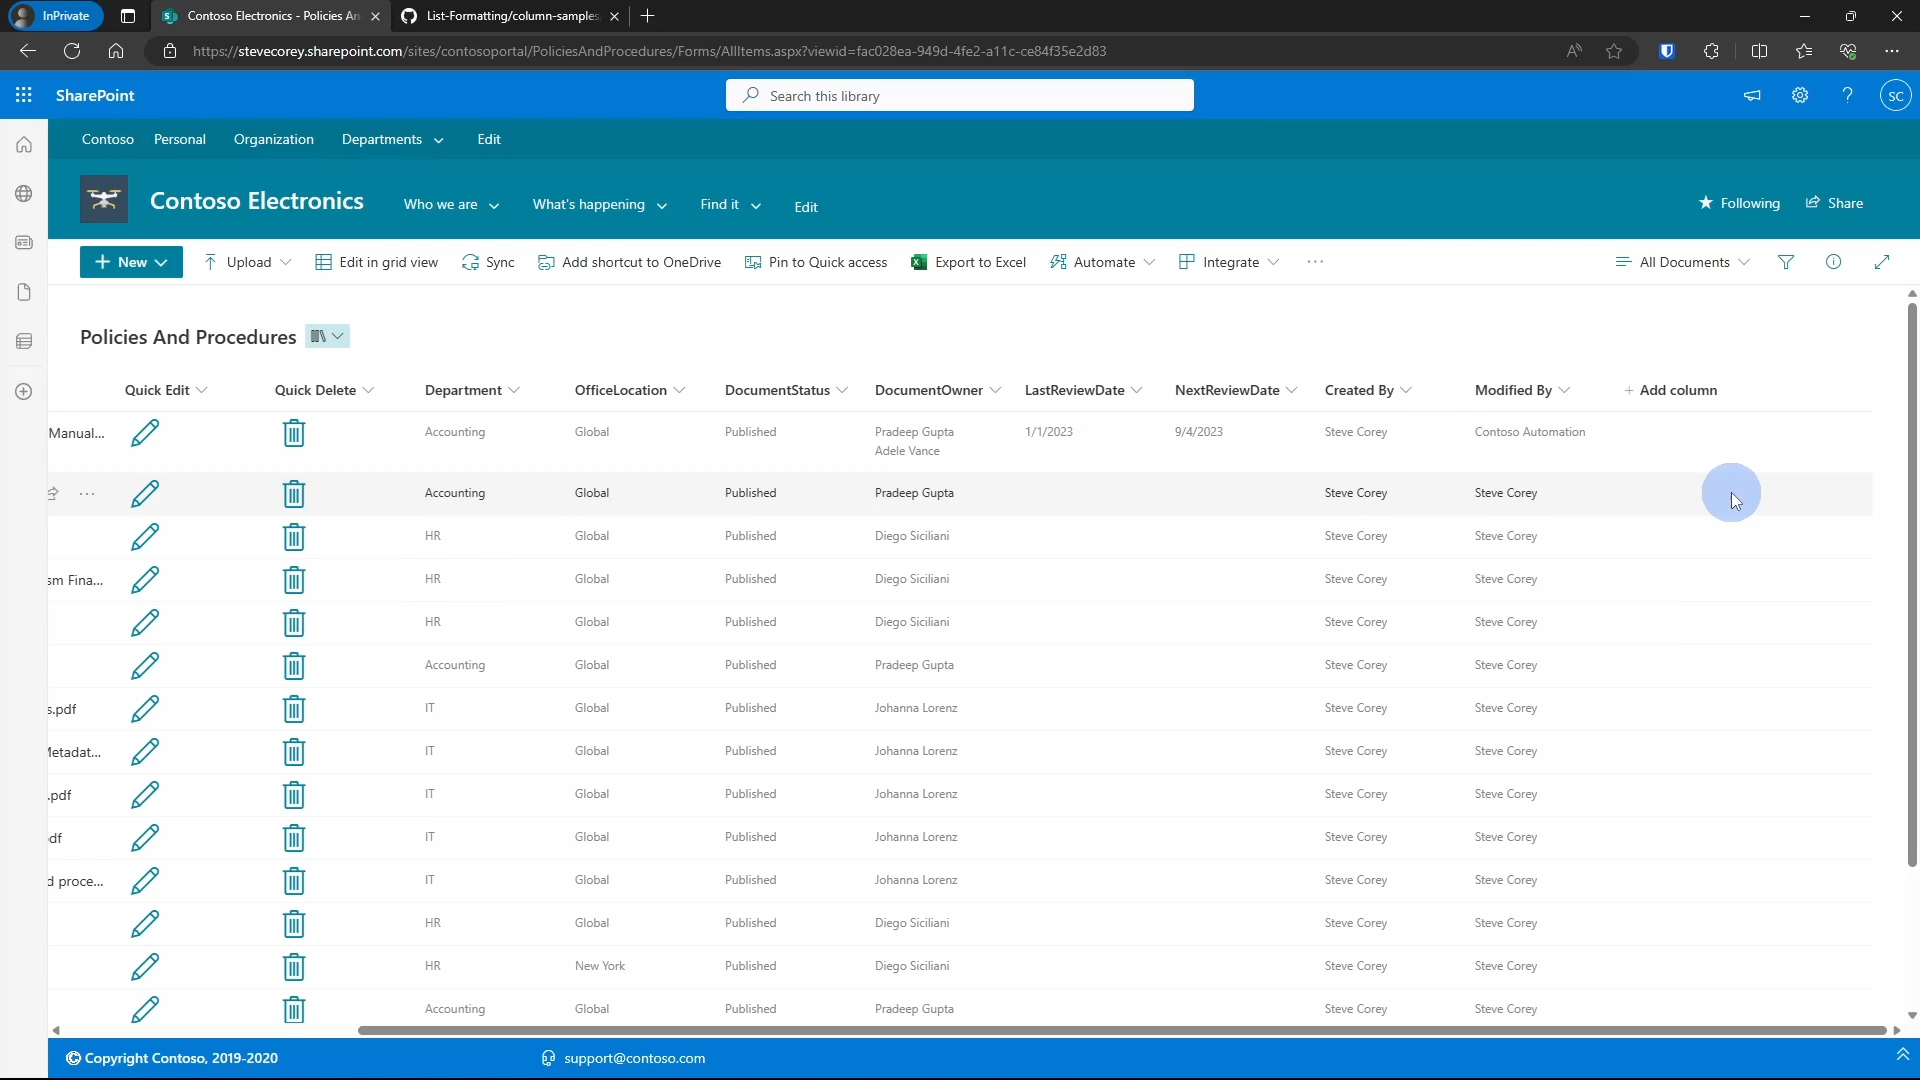 InPrivate
Contoso Electronics - Policies An
List-Formatting/column-samples
https://stevecorey.sharepoint.com/sites/contosoportal/PoliciesAndProcedures/Forms/AllItems.aspx?viewid=fac028ea-949d-4fe2-a11c-ce84f35e2d83
SharePoint
Search this library
SC
Contoso Personal Organization Departments Edit
Contoso Electronics Who we are What's happening Find it Edit Following Share
New Upload Edit in grid view Sync Add shortcut to OneDrive Pin to Quick access Export to Excel Automate Integrate All Documents
Policies And Procedures
Quick Edit Quick Delete Department OfficeLocation DocumentStatus DocumentOwner LastReviewDate NextReviewDate Created By Modified By + Add column
Manual... Accounting Global Published Pradeep Gupta 1/1/2023 9/4/2023 Steve Corey Contoso Automation
Adele Vance
Accounting Global Published Pradeep Gupta Steve Corey Steve Corey
HR Global Published Diego Siciliani Steve Corey Steve Corey
sm Fina... HR Global Published Diego Siciliani Steve Corey Steve Corey
HR Global Published Diego Siciliani Steve Corey Steve Corey
Accounting Global Published Pradeep Gupta Steve Corey Steve Corey
s.pdf IT Global Published Johanna Lorenz Steve Corey Steve Corey
Metadat... IT Global Published Johanna Lorenz Steve Corey Steve Corey
.pdf IT Global Published Johanna Lorenz Steve Corey Steve Corey
df IT Global Published Johanna Lorenz Steve Corey Steve Corey
d proce... IT Global Published Johanna Lorenz Steve Corey Steve Corey
HR Global Published Diego Siciliani Steve Corey Steve Corey
HR New York Published Diego Siciliani Steve Corey Steve Corey
Accounting Global Published Pradeep Gupta Steve Corey Steve Corey
© Copyright Contoso, 2019-2020 support@contoso.com